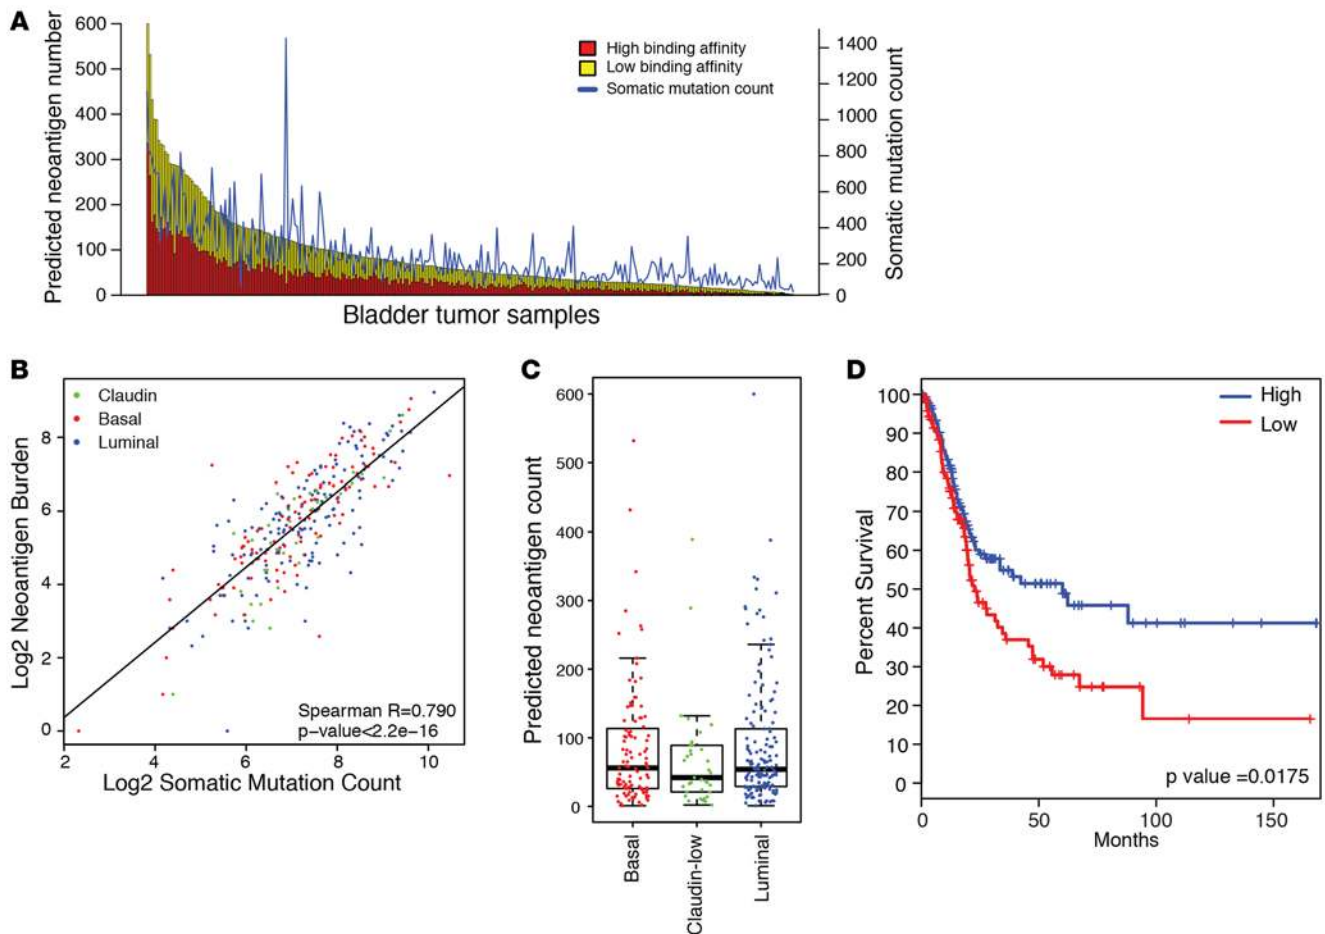 A
Predicted neoantigen number
600
500
400
300
200
100
0
High binding affinity
Low binding affinity
Somatic mutation count
1400
1200
1000
800
600
400
200
0
Somatic mutation count
Bladder tumor samples
B
Claudin
Basal
Luminal
Log2 Neoantigen Burden
8
6
4
2
0
Spearman R=0.790
p-value<2.2e-16
2 4 6 8 10
Log2 Somatic Mutation Count
C
Predicted neoantigen count
600
500
400
300
200
100
0
Basal
Claudin-low
Luminal
D
Percent Survival
100
90
80
70
60
50
40
30
20
10
0
High
Low
p value =0.0175
0 50 100 150
Months